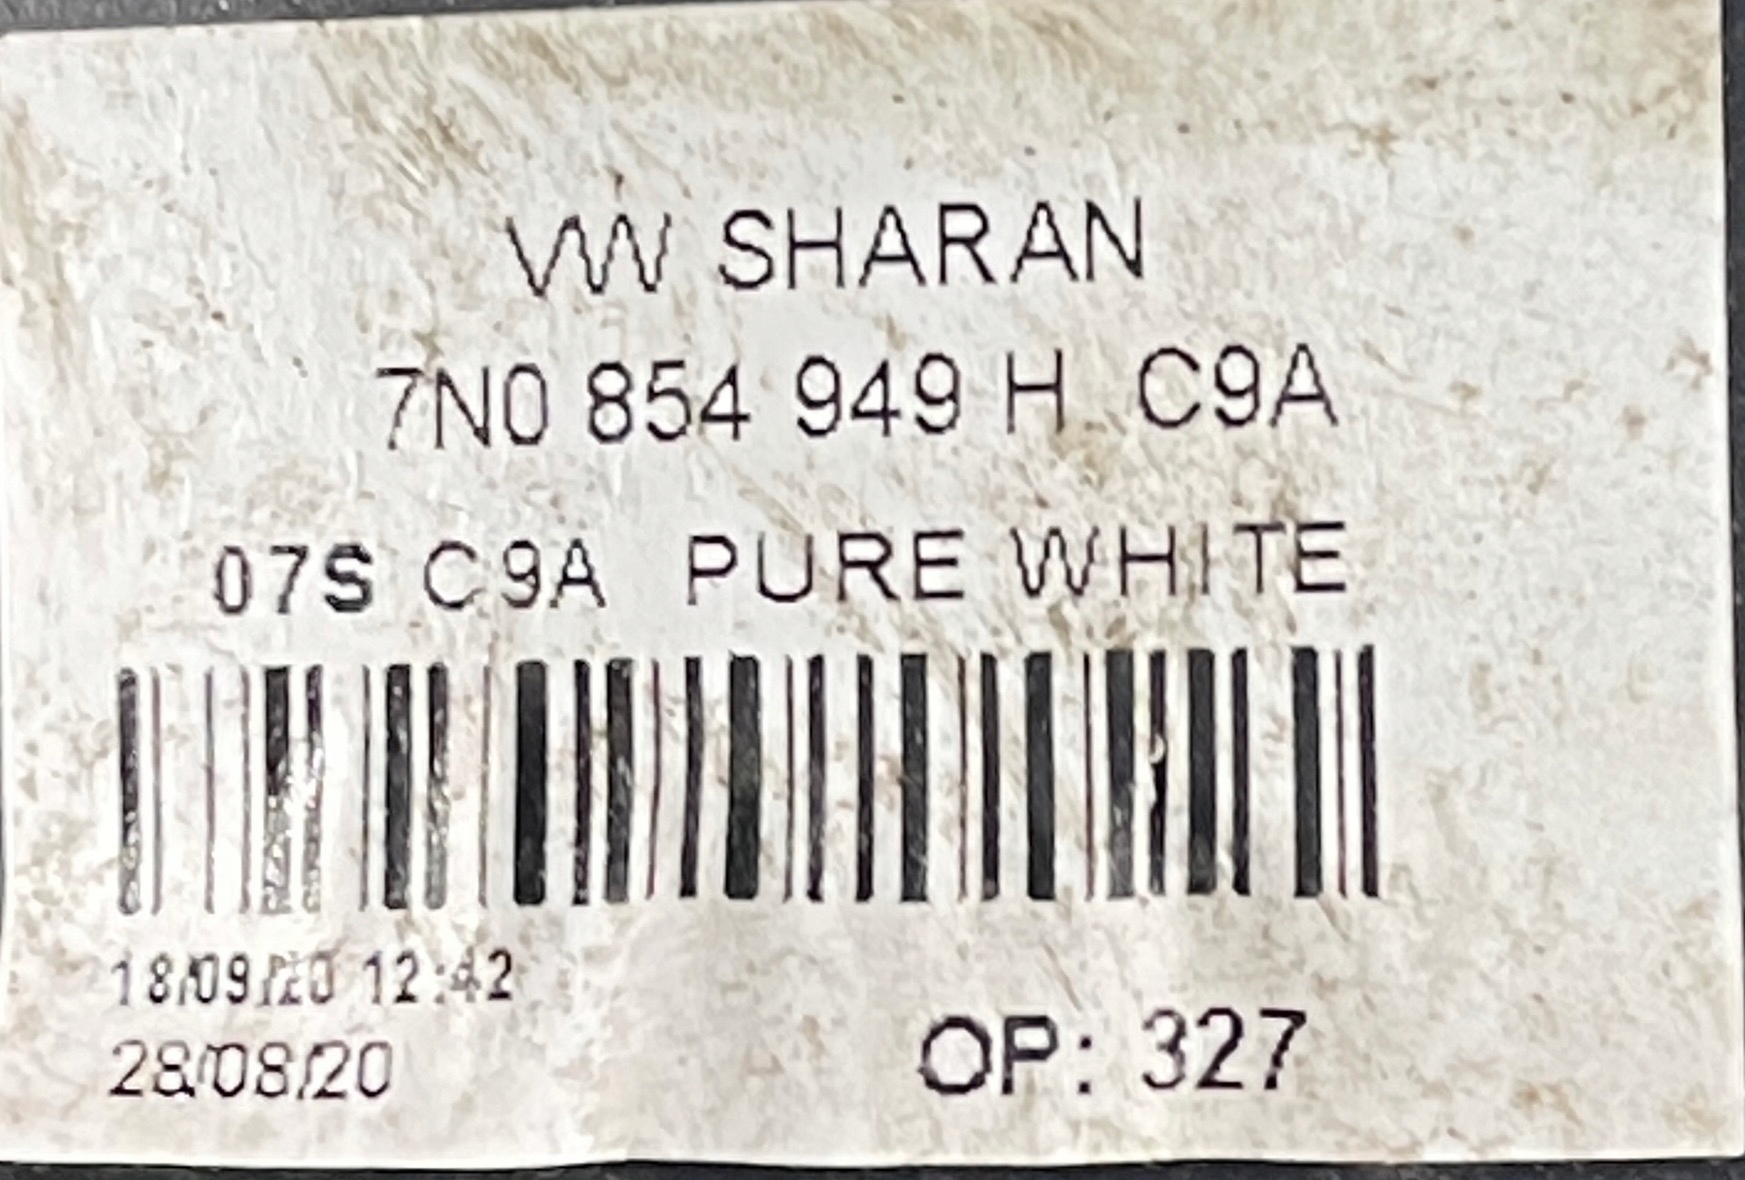 VW SHARAN
7N0 854 949 H C9A
07S C9A PURE WHITE
18/09/20 12:42
28/08/20
OP: 327